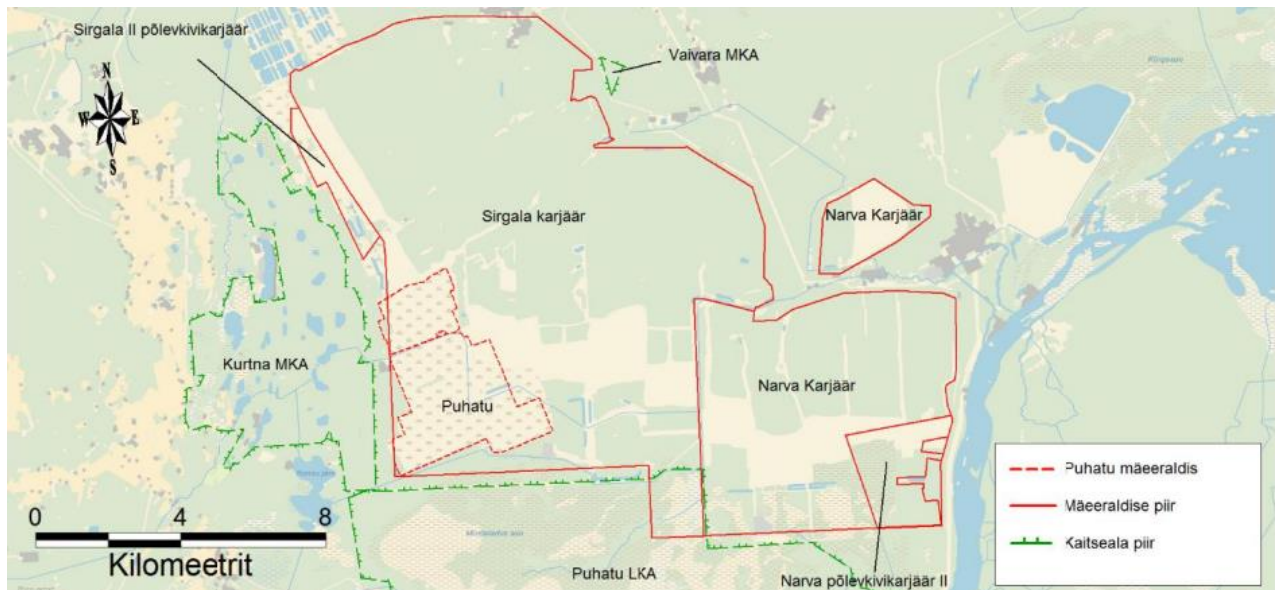 Sirgala II põlevkivikarjäär
Vaivara MKA
N
W
E
S
Sirgala karjäär
Narva Karjäär
Kurtna MKA
Narva Karjäär
Puhatu
Puhatu mäeeraldis
Mäeeraldise piir
Kaitseala piir
0 4 8
Kilomeetrit
Puhatu LKA
Narva põlevkivikarjäär II